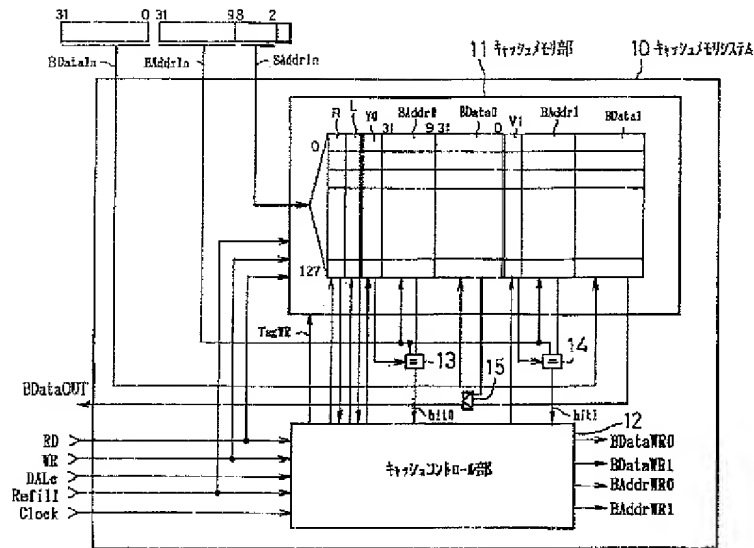 31 0 31 9 8 2
BDataIn
BAddrIn
SAddrIn
11 キャッシュメモリ部
10 キャッシュメモリシステム
R L V0 31 BAddr0 9 31 BData0 0 V1 BAddr1 BData1
0
127
TagWR
13
14
15
BDataOUT
hit0
hit1
12
RD
WR
DALe
Refill
Clock
キャッシュコントロール部
BDataWR0
BDataWR1
BAddrWR0
BAddrWR1